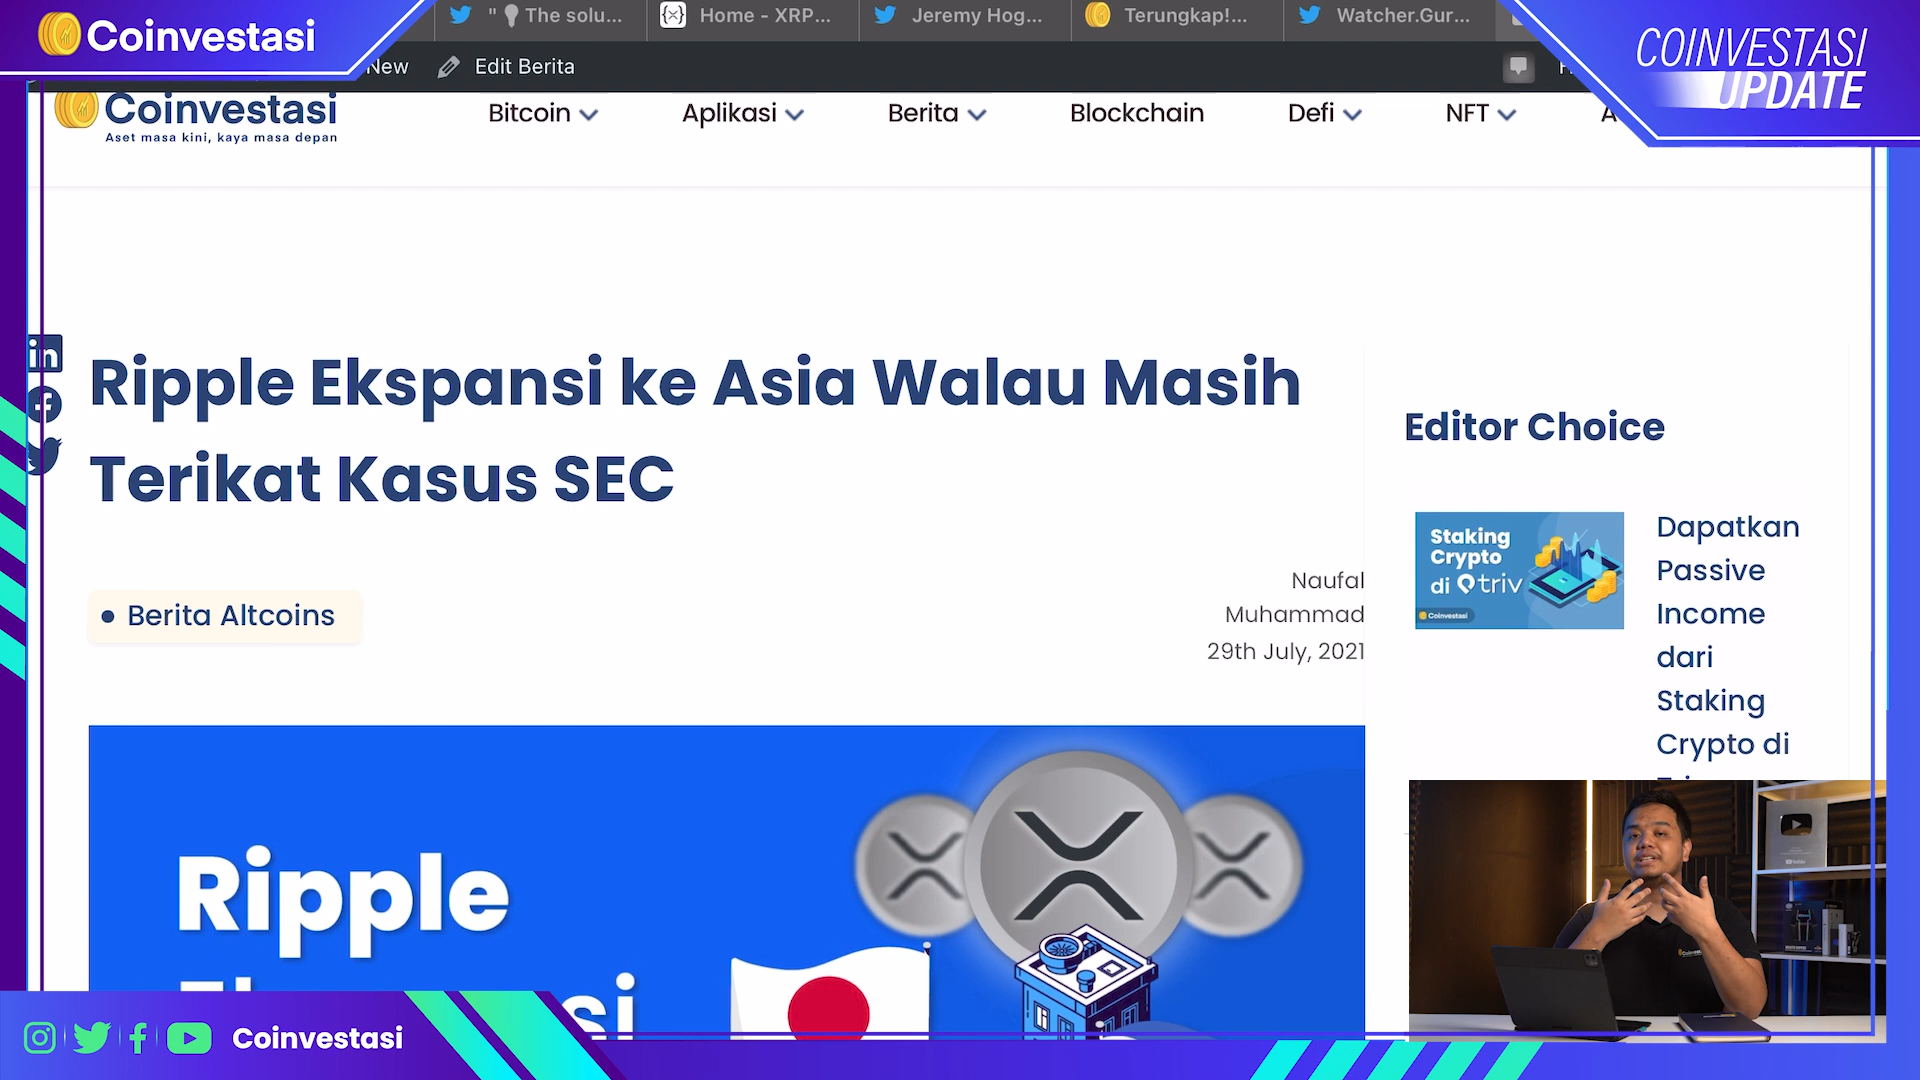 Coinvestasi
" The solu...
Home - XRP...
Jeremy Hog...
Terungkap!...
Watcher.Gur...
COINVESTASI
UPDATE
New
Edit Berita
Coinvestasi
Aset masa kini, kaya masa depan
Bitcoin
Aplikasi
Berita
Blockchain
Defi
NFT
A
Ripple Ekspansi ke Asia Walau Masih
Terikat Kasus SEC
Berita Altcoins
Naufal
Muhammad
29th July, 2021
Editor Choice
Staking
Crypto
di triv
Coinvestasi
Dapatkan
Passive
Income
dari
Staking
Crypto di
Ripple
Coinvestasi